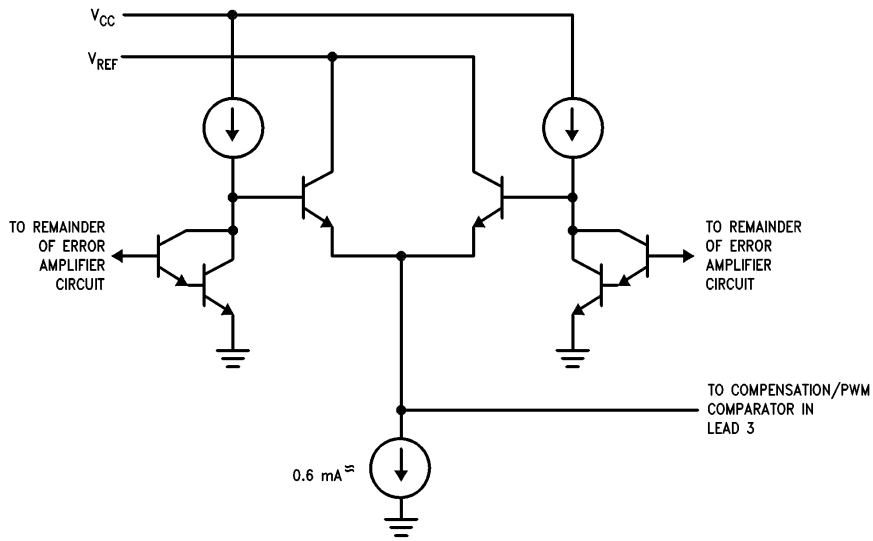 VCC
VREF
TO REMAINDER
OF ERROR
AMPLIFIER
CIRCUIT
TO REMAINDER
OF ERROR
AMPLIFIER
CIRCUIT
TO COMPENSATION/PWM
COMPARATOR IN
LEAD 3
0.6 mA≈